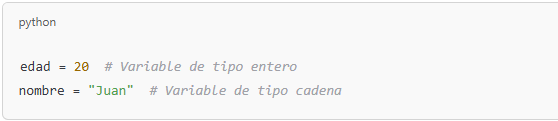 python
edad = 20  # Variable de tipo entero
nombre = "Juan"  # Variable de tipo cadena